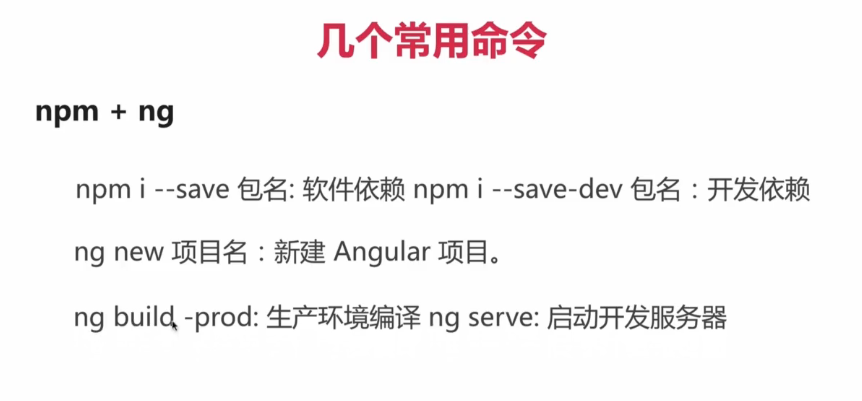 几个常用命令
npm + ng
npm i --save 包名: 软件依赖 npm i --save-dev 包名：开发依赖
ng new 项目名：新建 Angular 项目。
ng build -prod: 生产环境编译 ng serve: 启动开发服务器